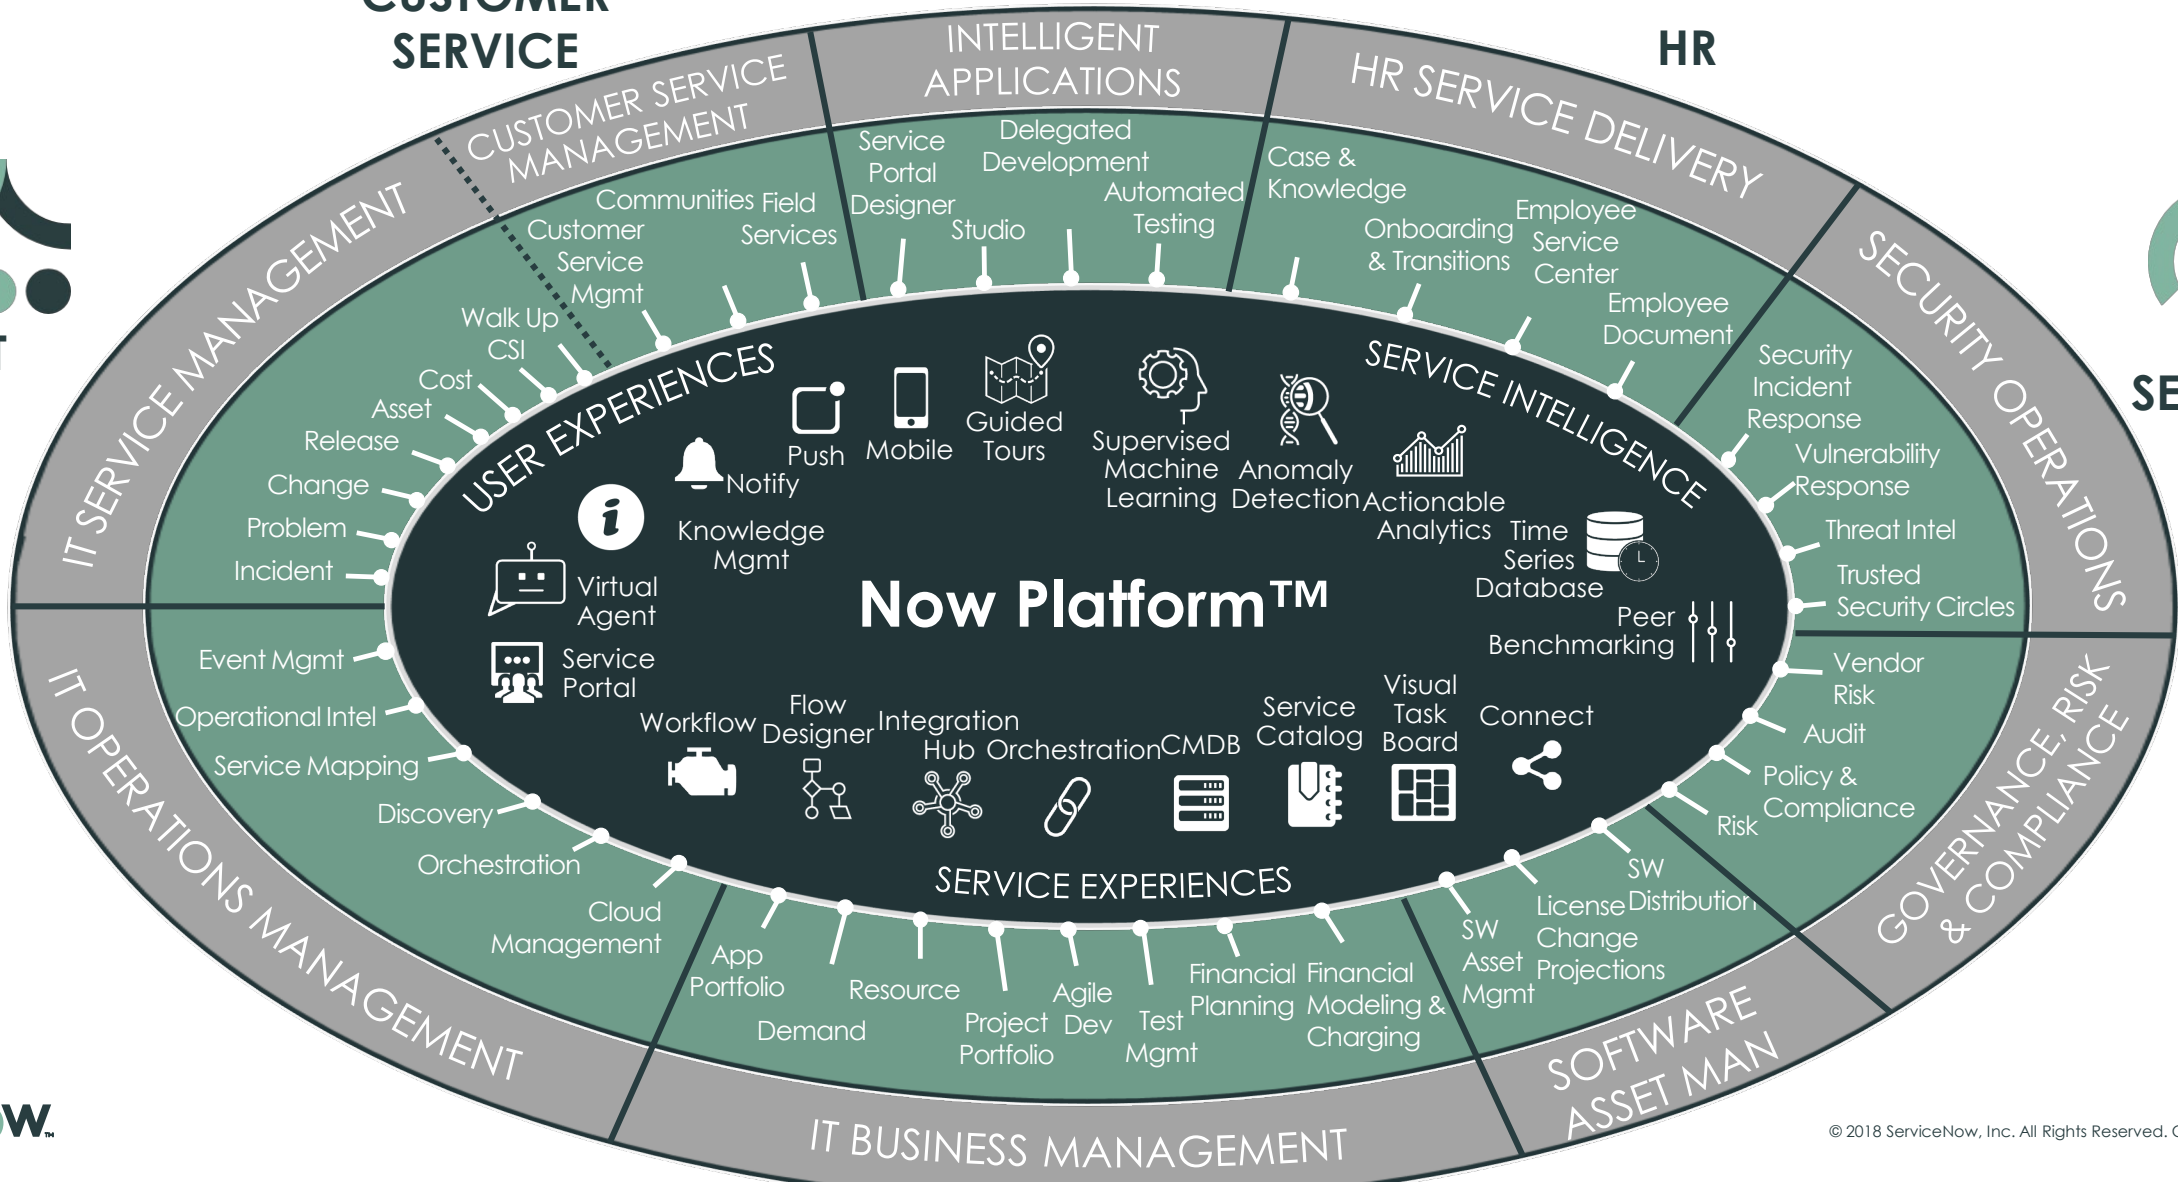 CUSTOMER
SERVICE
HR
INTELLIGENT
APPLICATIONS
CUSTOMER SERVICE
MANAGEMENT
HR SERVICE DELIVERY
IT SERVICE MANAGEMENT
SECURITY OPERATIONS
IT OPERATIONS MANAGEMENT
GOVERNANCE, RISK
& COMPLIANCE
IT BUSINESS MANAGEMENT
SOFTWARE
ASSET MAN
Communities
Field
Services
Customer
Service
Mgmt
Service
Portal
Designer
Studio
Delegated
Development
Automated
Testing
Case &
Knowledge
Onboarding
& Transitions
Employee
Service
Center
Employee
Document
Walk Up
CSI
Cost
Asset
Release
Change
Problem
Incident
Security
Incident
Response
Vulnerability
Response
Threat Intel
Trusted
Security Circles
Event Mgmt
Operational Intel
Service Mapping
Discovery
Orchestration
Cloud
Management
Vendor
Risk
Audit
Policy &
Compliance
Risk
App
Portfolio
Demand
Resource
Project
Portfolio
Agile
Dev
Test
Mgmt
Financial
Planning
Financial
Modeling &
Charging
SW
Asset
Mgmt
License
Change
Projections
SW
Distribution
USER EXPERIENCES
SERVICE INTELLIGENCE
Push
Mobile
Guided
Tours
Notify
Knowledge
Mgmt
Virtual
Agent
Service
Portal
Supervised
Machine
Learning
Anomaly
Detection
Actionable
Analytics
Time
Series
Database
Peer
Benchmarking
Now Platform™
Workflow
Flow
Designer
Integration
Hub
Orchestration
CMDB
Service
Catalog
Visual
Task
Board
Connect
SERVICE EXPERIENCES
© 2018 ServiceNow, Inc. All Rights Reserved.